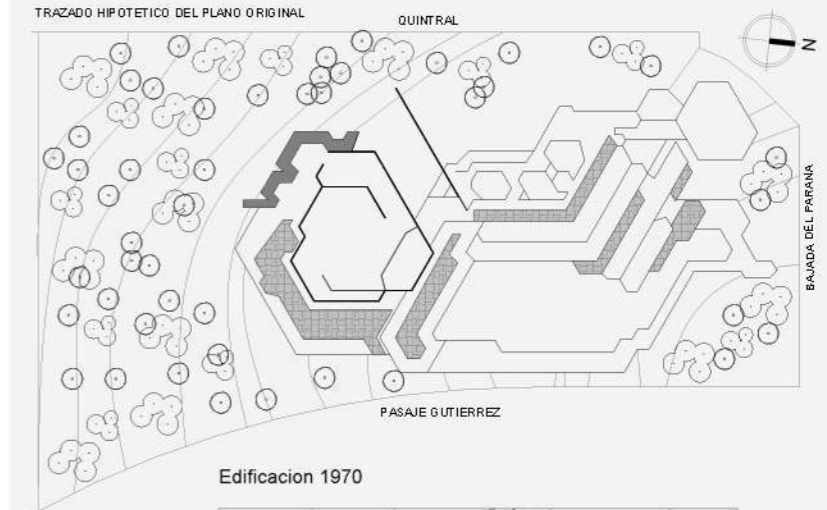 TRAZADO HIPOTETICO DEL PLANO ORIGINAL
QUINTRAL
N
BAJADA DEL PARANA
PASAJE GUTIERREZ
Edificacion 1970